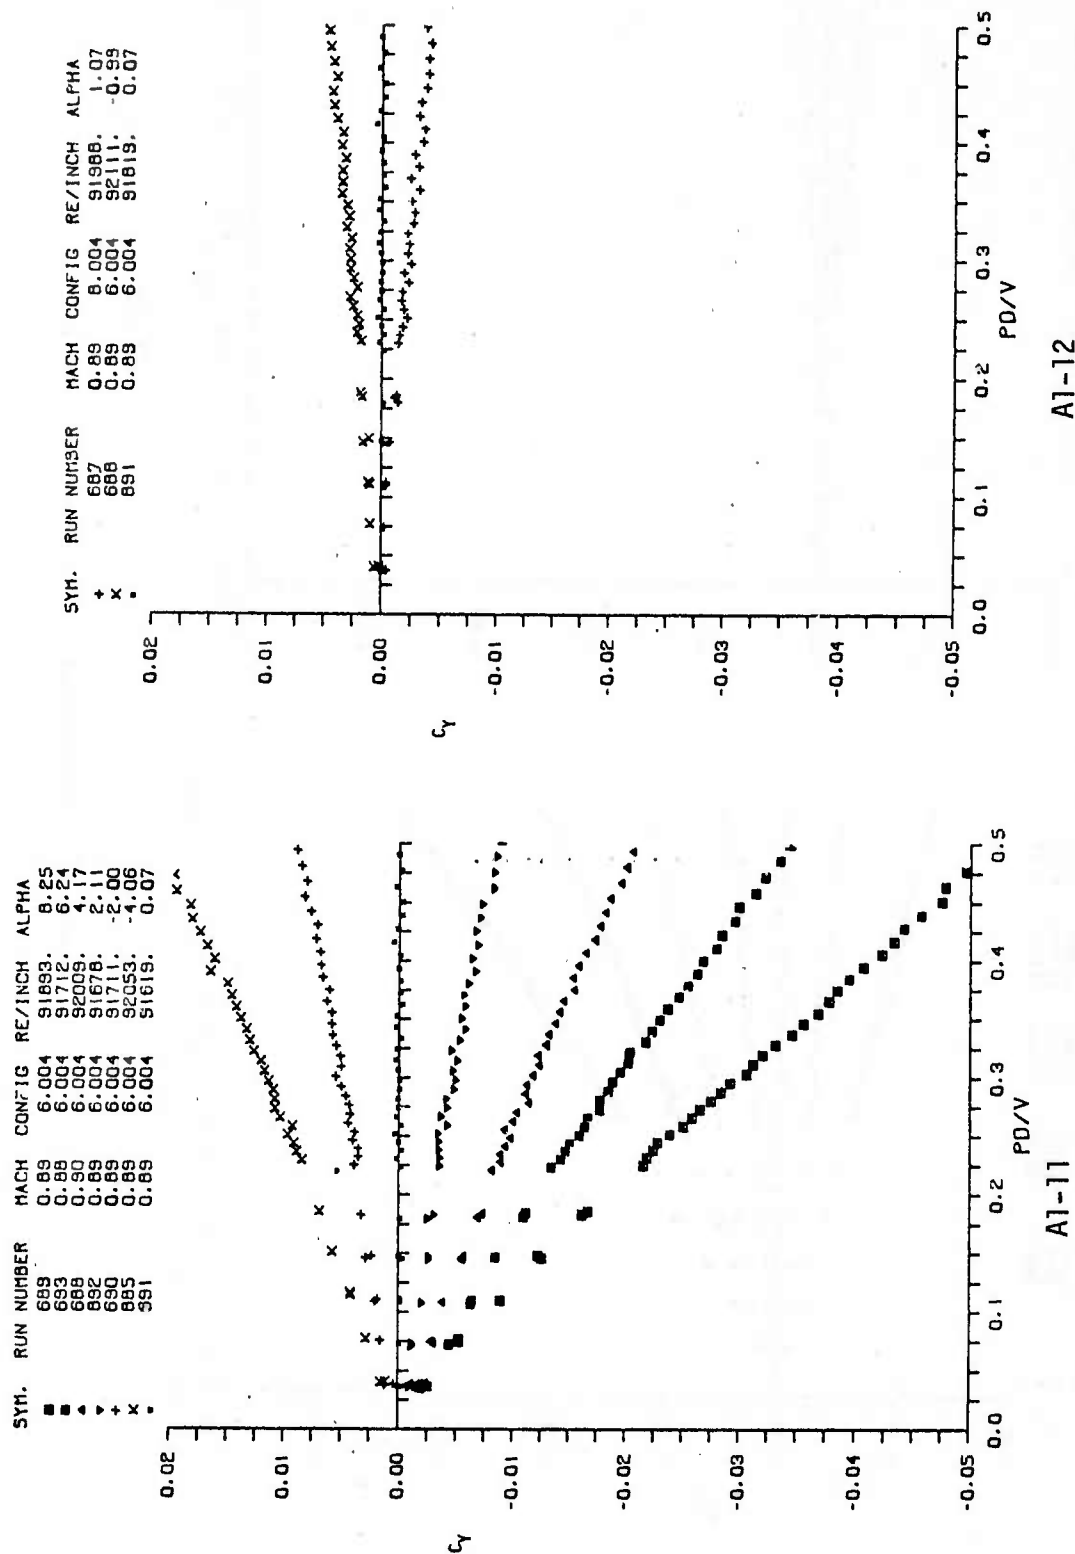 SYM. RUN NUMBER MACH CONFIG RE/INCH ALPHA
■ 689 0.89 6.004 91893. 8.25
■ 693 0.88 6.004 91712. 6.24
▲ 688 0.90 6.004 92009. 4.17
▼ 892 0.89 6.004 91678. 2.11
+ 690 0.89 6.004 91711. -2.00
× 885 0.89 6.004 92053. -4.06
▪ 991 0.89 6.004 91619. 0.07
0.02
0.01
0.00
-0.01
-0.02
-0.03
-0.04
-0.05
CY
0.0 0.1 0.2 0.3 0.4 0.5
PD/V
A1-11
SYM. RUN NUMBER MACH CONFIG RE/INCH ALPHA
+ 687 0.89 8.004 91988. 1.07
× 688 0.89 6.004 92111. -0.99
▪ 891 0.89 6.004 91819. 0.07
0.02
0.01
0.00
-0.01
-0.02
-0.03
-0.04
-0.05
CY
0.0 0.1 0.2 0.3 0.4 0.5
PD/V
A1-12